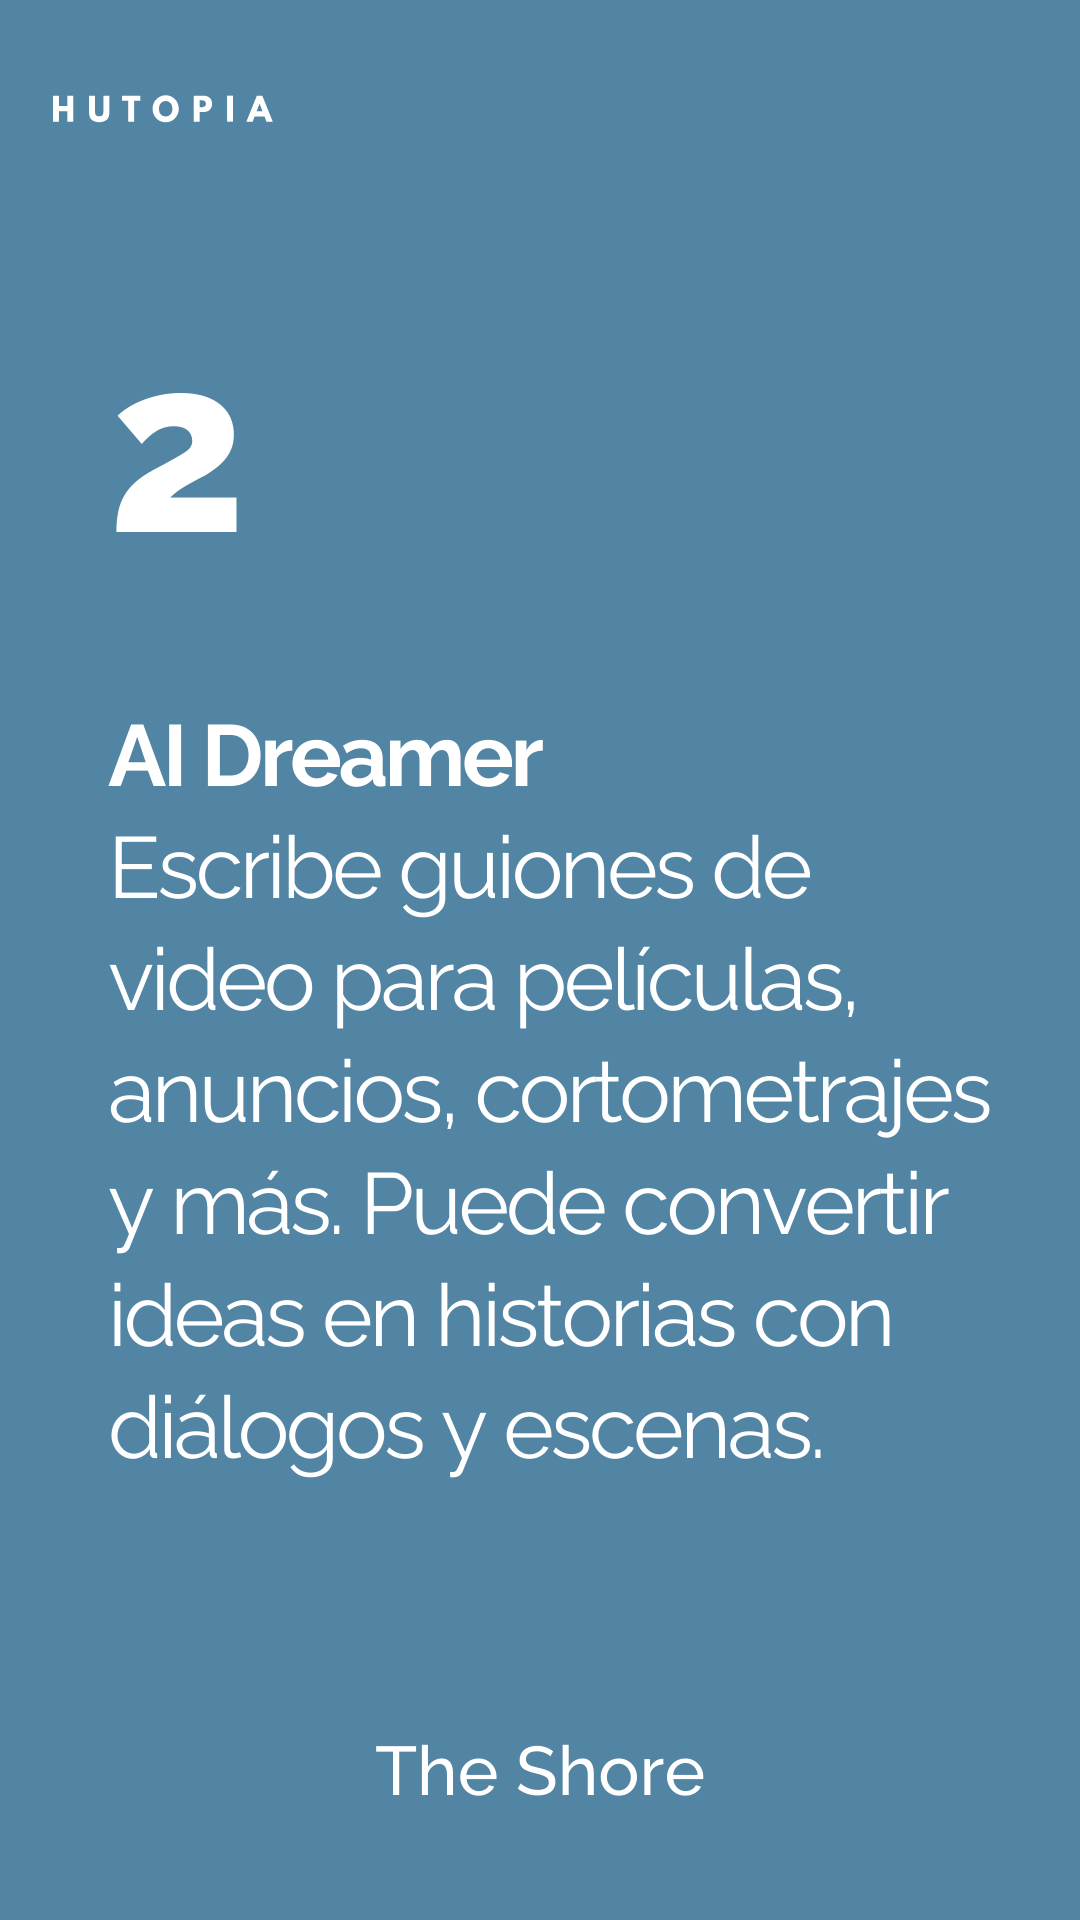 HUTOPIA
2
AI Dreamer
Escribe guiones de
video para películas,
anuncios, cortometrajes
y más. Puede convertir
ideas en historias con
diálogos y escenas.
The Shore